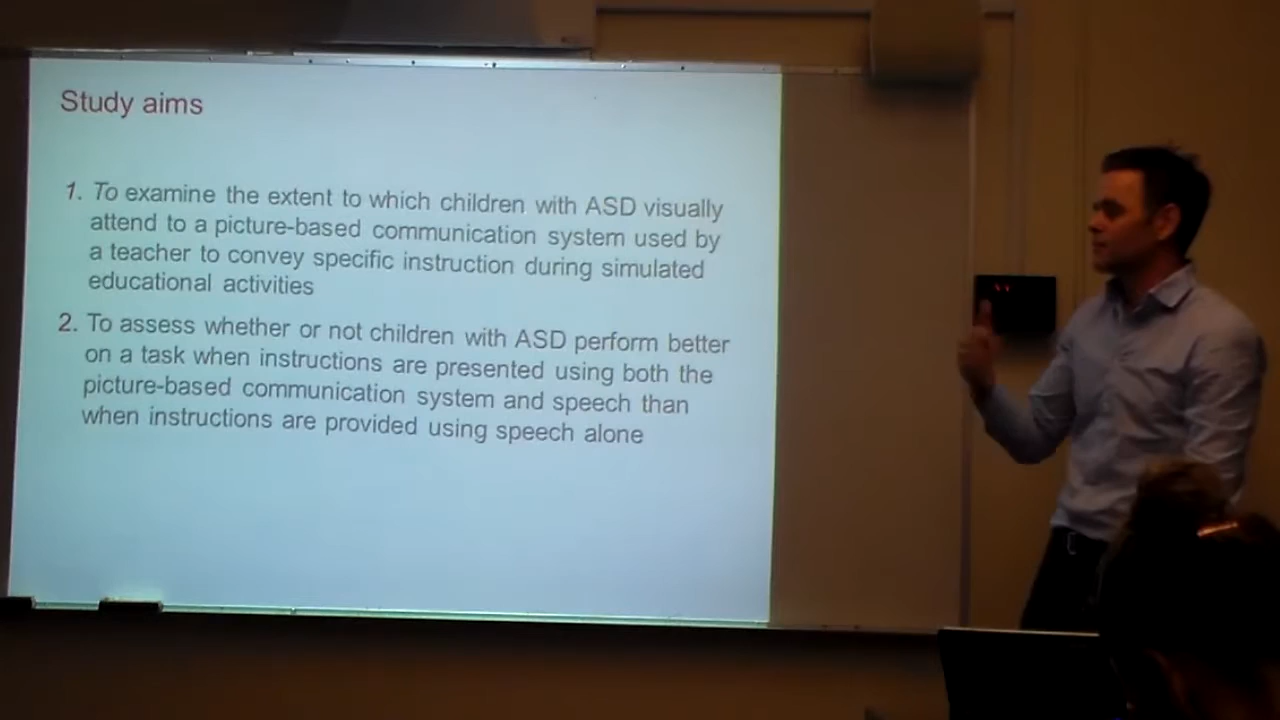 Study aims
1. To examine the extent to which children with ASD visually
attend to a picture-based communication system used by
a teacher to convey specific instruction during simulated
educational activities
2. To assess whether or not children with ASD perform better
on a task when instructions are presented using both the
picture-based communication system and speech than
when instructions are provided using speech alone